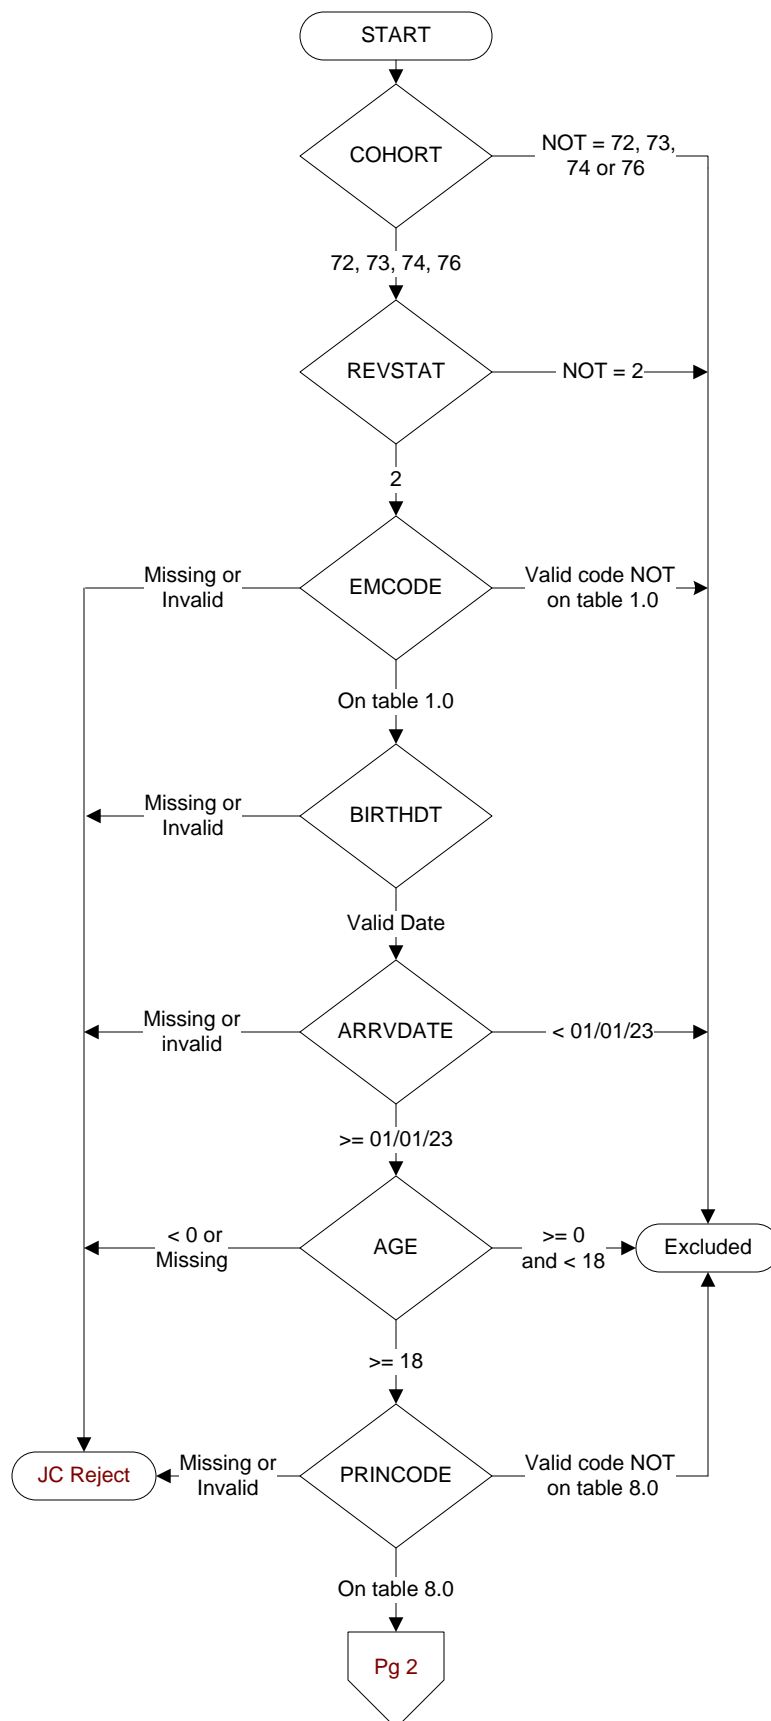 START
COHORT
NOT = 72, 73,
74 or 76
72, 73, 74, 76
REVSTAT
NOT = 2
2
Missing or
Invalid
EMCODE
Valid code NOT
on table 1.0
On table 1.0
Missing or
Invalid
BIRTHDT
Valid Date
Missing or
invalid
ARRVDATE
< 01/01/23
>= 01/01/23
< 0 or
Missing
AGE
>= 0
and < 18
Excluded
>= 18
JC Reject
Missing or
Invalid
PRINCODE
Valid code NOT
on table 8.0
On table 8.0
Pg 2